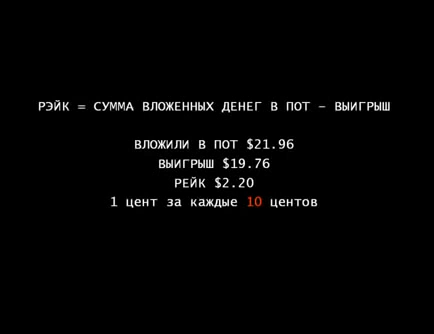 РЭЙК = СУММА ВЛОЖЕННЫХ ДЕНЕГ В ПОТ – ВЫИГРЫШ
ВЛОЖИЛИ В ПОТ $21.96
ВЫИГРЫШ $19.76
РЕЙК $2.20
1 цент за каждые 10 центов